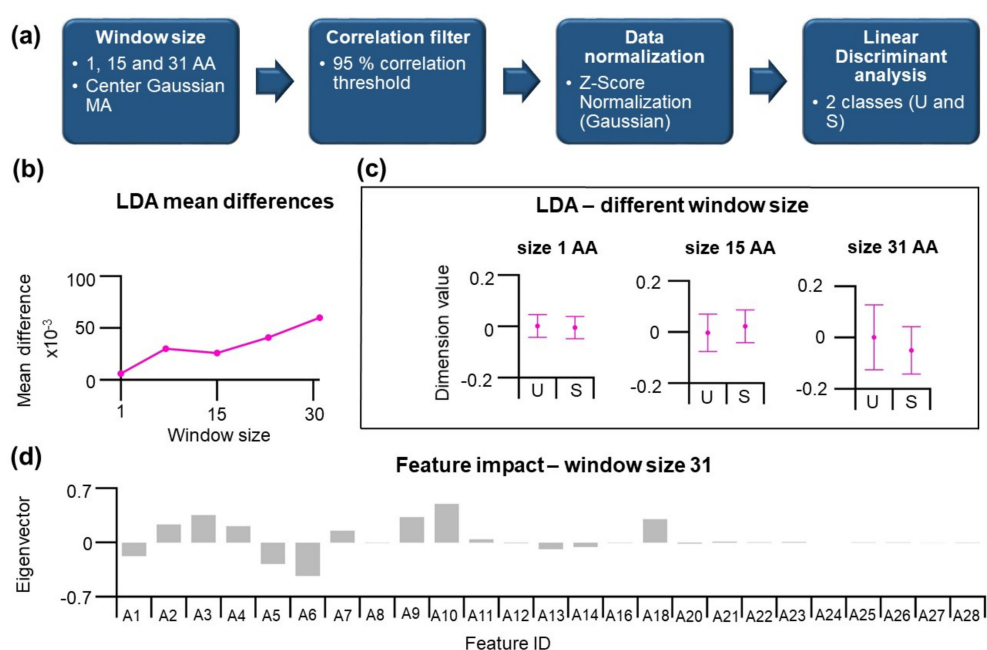 (a)
Window size
• 1, 15 and 31 AA
• Center Gaussian
MA
Correlation filter
• 95 % correlation
threshold
Data
normalization
• Z-Score
Normalization
(Gaussian)
Linear
Discriminant
analysis
• 2 classes (U and
S)
(b)
LDA mean differences
Mean difference
x10⁻³
100
50
0
1 15 30
Window size
(c)
LDA – different window size
size 1 AA
size 15 AA
size 31 AA
Dimension value
0.2
0
-0.2
U S
0.2
0
-0.2
U S
0.2
0
-0.2
U S
(d)
Feature impact – window size 31
Eigenvector
0.7
0
-0.7
A1 A2 A3 A4 A5 A6 A7 A8 A9 A10 A11 A12 A13 A14 A16 A18 A20 A21 A22 A23 A24 A25 A26 A27 A28
Feature ID